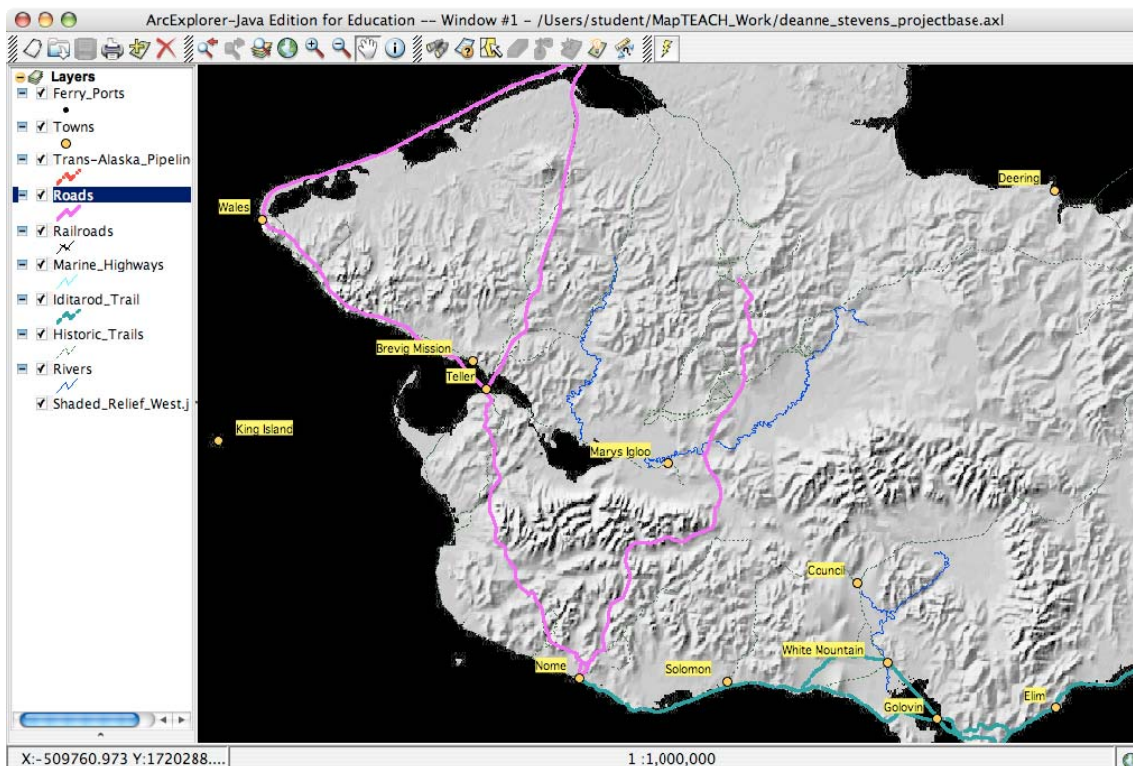 ArcExplorer-Java Edition for Education -- Window #1 - /Users/student/MapTEACH_Work/deanne_stevens_projectbase.axl
Layers
Ferry_Ports
Towns
Trans-Alaska_Pipelin
Roads
Railroads
Marine_Highways
Iditarod_Trail
Historic_Trails
Rivers
Shaded_Relief_West.j
Deering
Wales
Brevig Mission
Teller
King Island
Marys Igloo
Council
White Mountain
Nome
Solomon
Golovin
Elim
X:-509760.973 Y:1720288....
1 :1,000,000